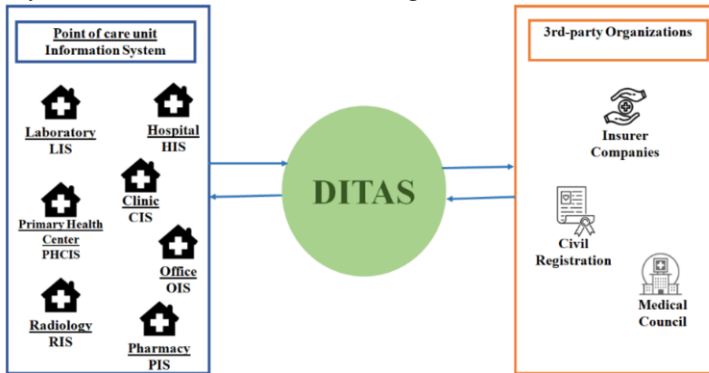 Point of care unit
Information System
Laboratory
LIS
Hospital
HIS
Clinic
CIS
Primary Health
Center
PHCIS
Office
OIS
Radiology
RIS
Pharmacy
PIS
DITAS
3rd-party Organizations
Insurer
Companies
Civil
Registration
Medical
Council